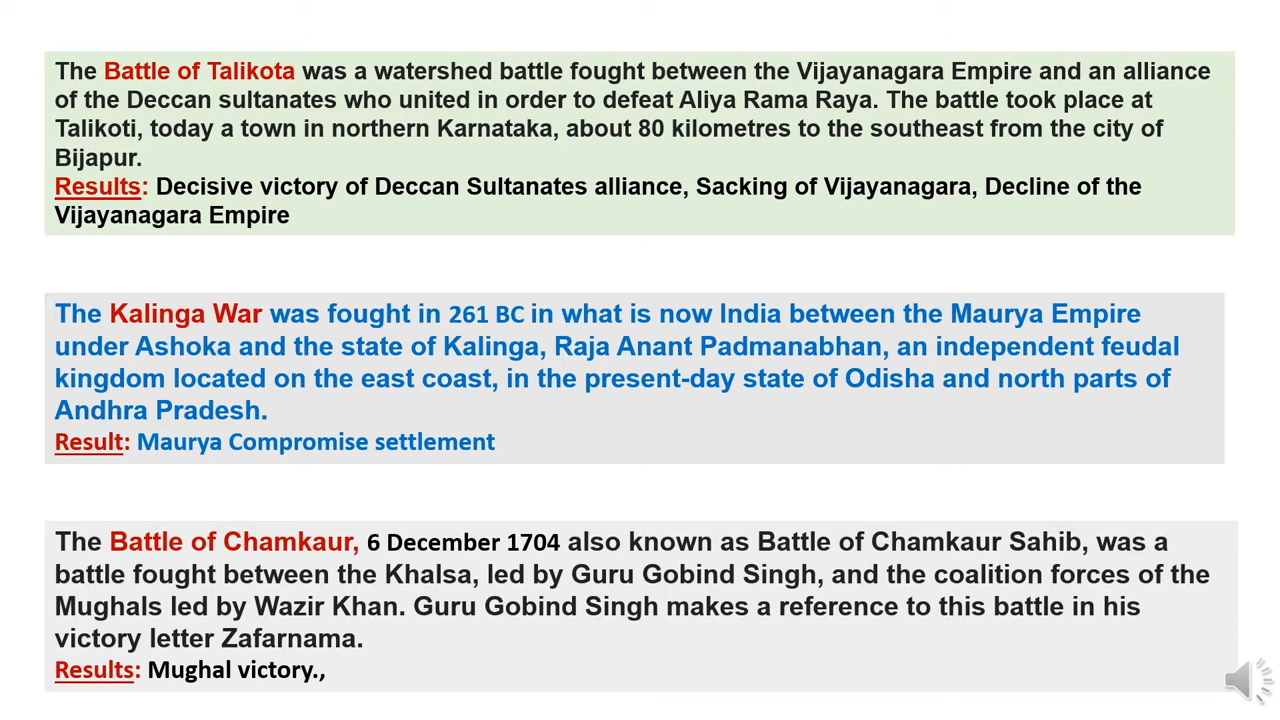 The Battle of Talikota was a watershed battle fought between the Vijayanagara Empire and an alliance
of the Deccan sultanates who united in order to defeat Aliya Rama Raya. The battle took place at
Talikoti, today a town in northern Karnataka, about 80 kilometres to the southeast from the city of
Bijapur.
Results: Decisive victory of Deccan Sultanates alliance, Sacking of Vijayanagara, Decline of the
Vijayanagara Empire
The Kalinga War was fought in 261 BC in what is now India between the Maurya Empire
under Ashoka and the state of Kalinga, Raja Anant Padmanabhan, an independent feudal
kingdom located on the east coast, in the present-day state of Odisha and north parts of
Andhra Pradesh.
Result: Maurya Compromise settlement
The Battle of Chamkaur, 6 December 1704 also known as Battle of Chamkaur Sahib, was a
battle fought between the Khalsa, led by Guru Gobind Singh, and the coalition forces of the
Mughals led by Wazir Khan. Guru Gobind Singh makes a reference to this battle in his
victory letter Zafarnama.
Results: Mughal victory.,